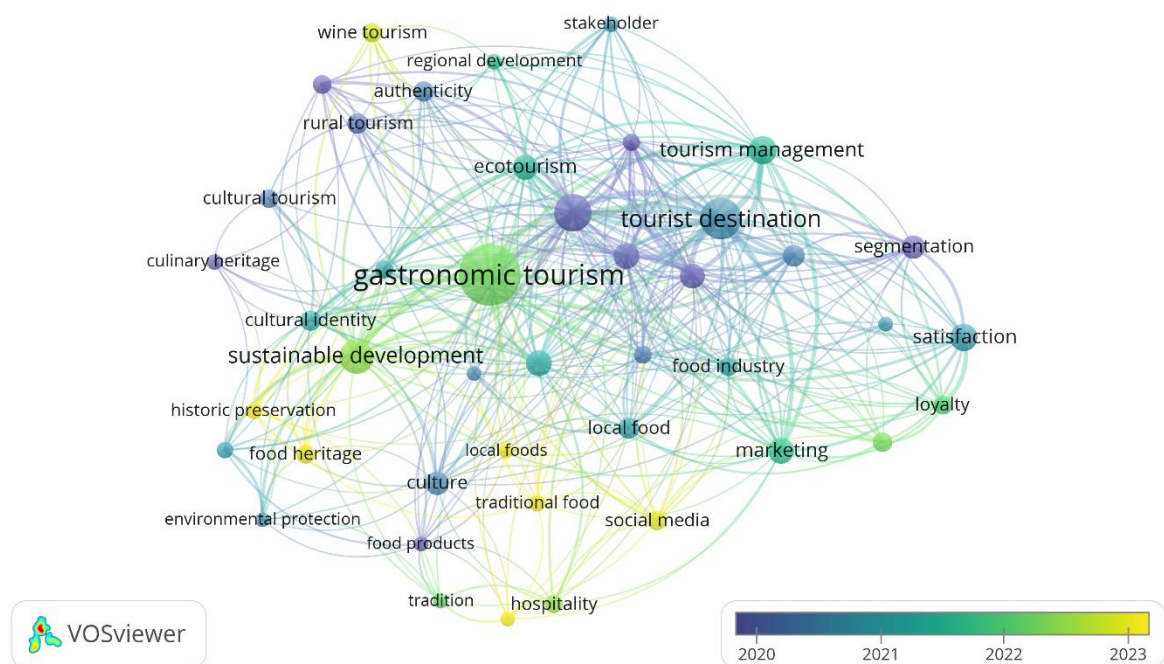 stakeholder
wine tourism
regional development
authenticity
rural tourism
tourism management
ecotourism
cultural tourism
tourist destination
segmentation
culinary heritage
gastronomic tourism
cultural identity
satisfaction
sustainable development
food industry
loyalty
historic preservation
local food
marketing
food heritage
local foods
culture
traditional food
environmental protection
social media
food products
tradition
hospitality
VOSviewer
2020 2021 2022 2023